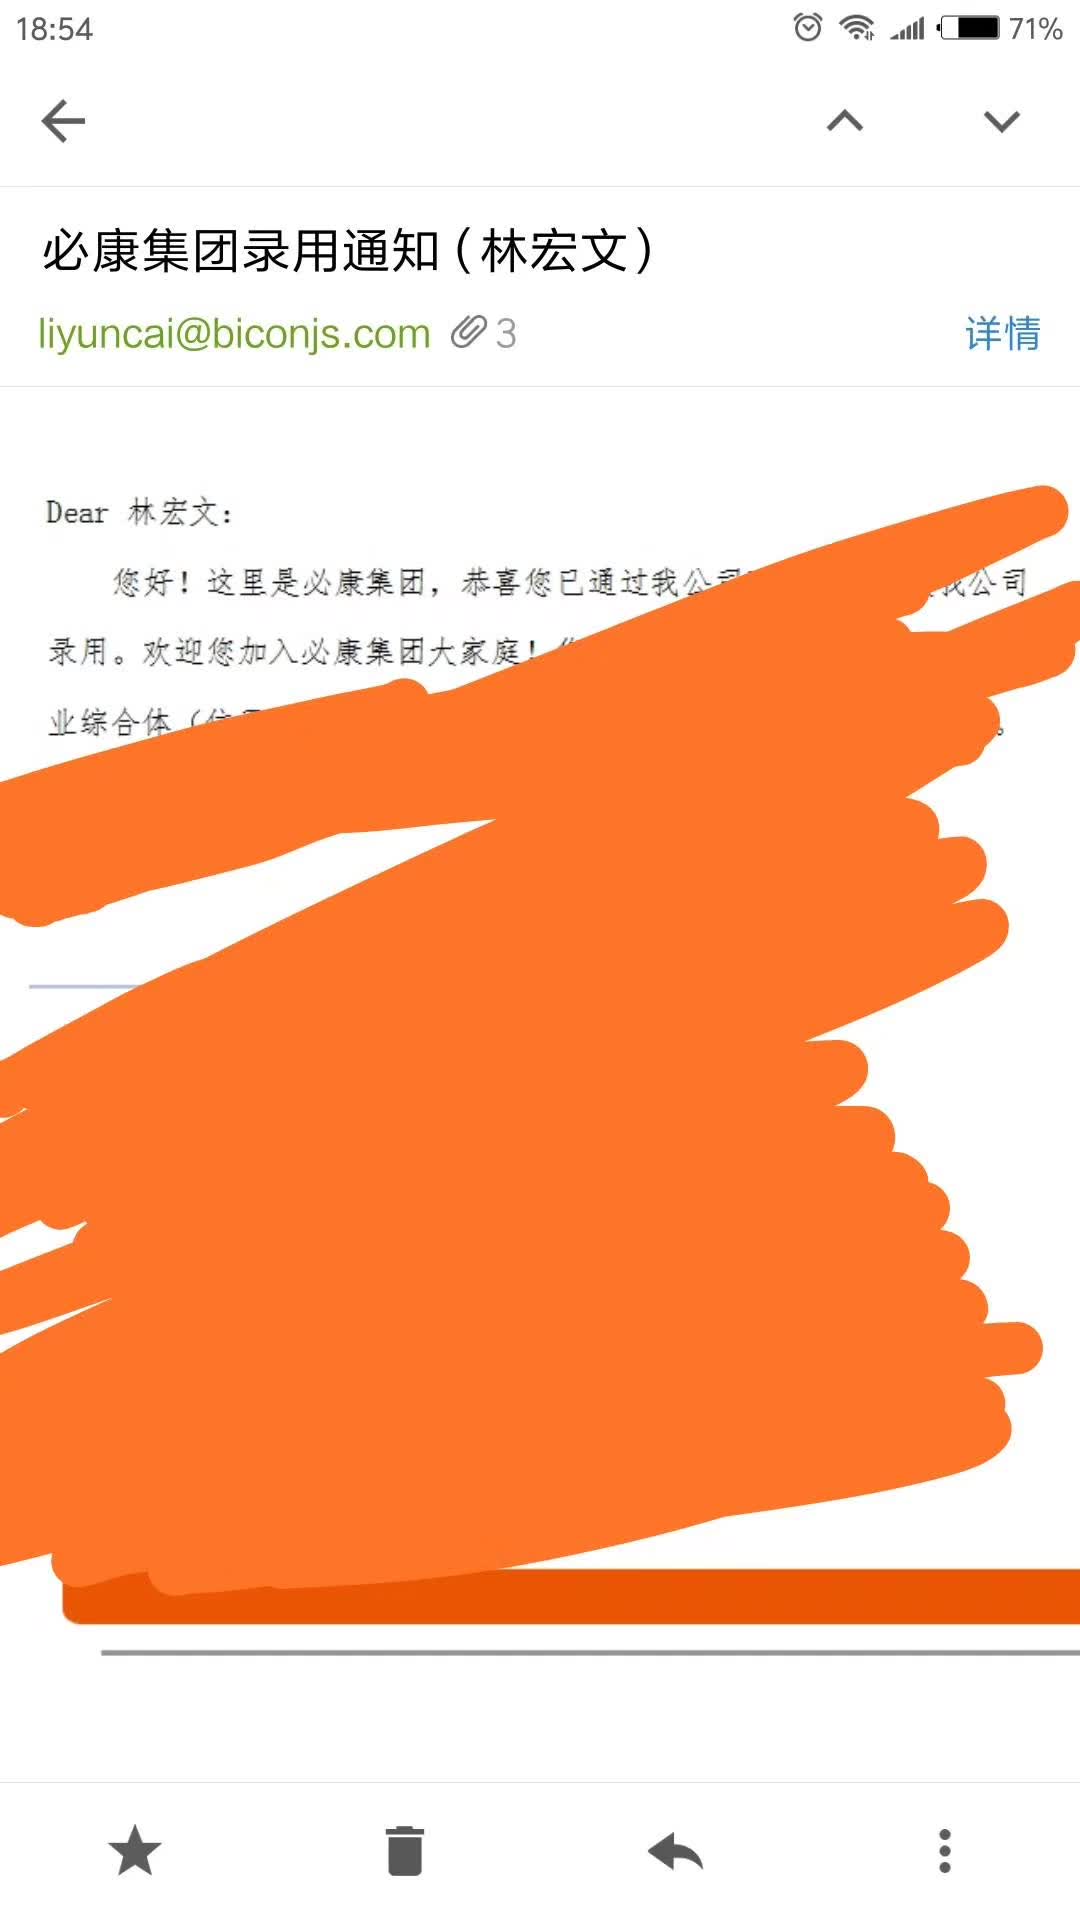 18:54
71%
必康集团录用通知（林宏文）
liyuncai@biconjs.com 3
详情
Dear 林宏文：
您好！这里是必康集团，恭喜您已通过我公司 我公司
录用。欢迎您加入必康集团大家庭！
业综合体（ 。